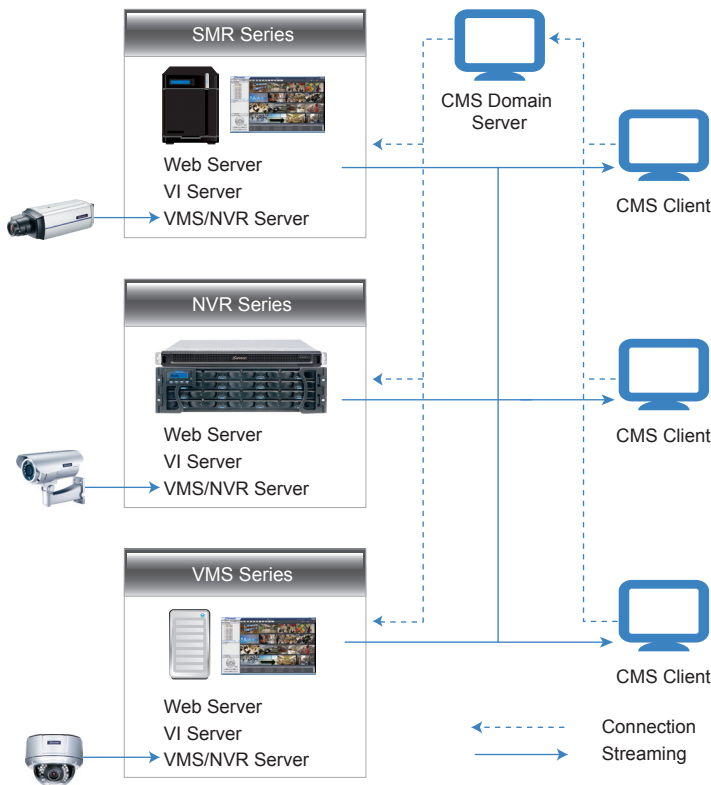 SMR Series
CMS Domain
Server
Web Server
VI Server
VMS/NVR Server
CMS Client
NVR Series
Web Server
VI Server
VMS/NVR Server
CMS Client
VMS Series
Web Server
VI Server
VMS/NVR Server
CMS Client
Connection
Streaming